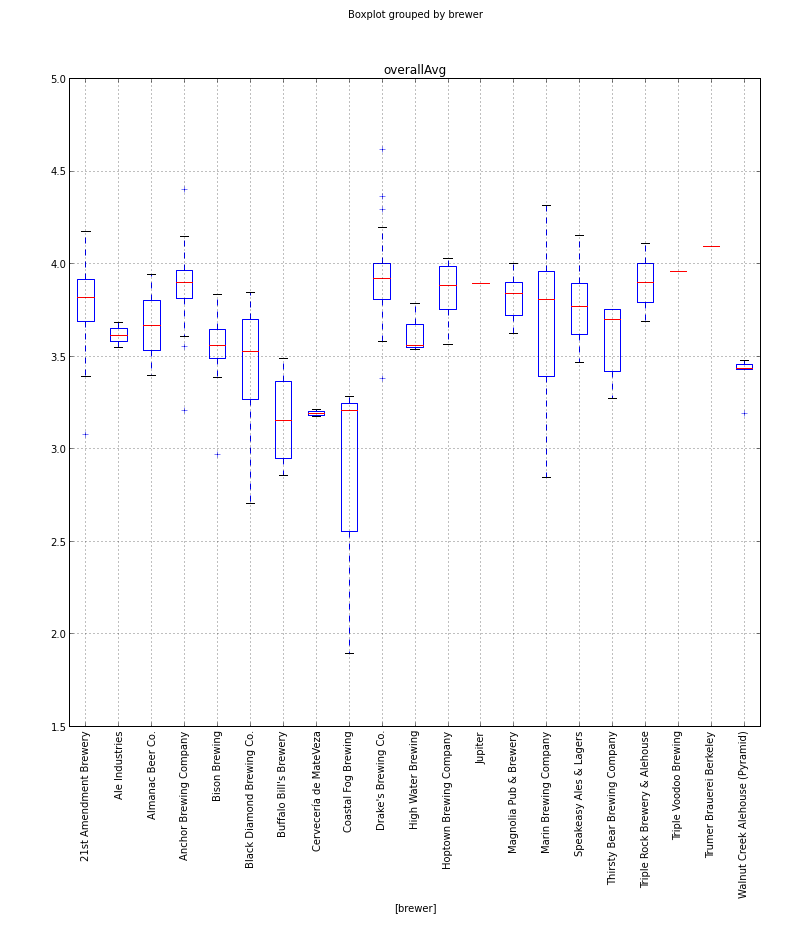 Boxplot grouped by brewer
overallAvg
5.0
4.5
4.0
3.5
3.0
2.5
2.0
1.5
21st Amendment Brewery
Ale Industries
Almanac Beer Co.
Anchor Brewing Company
Bison Brewing
Black Diamond Brewing Co.
Buffalo Bill's Brewery
Cervecería de MateVeza
Coastal Fog Brewing
Drake's Brewing Co.
High Water Brewing
Hoptown Brewing Company
Jupiter
Magnolia Pub & Brewery
Marin Brewing Company
Speakeasy Ales & Lagers
Thirsty Bear Brewing Company
Triple Rock Brewery & Alehouse
Triple Voodoo Brewing
Trumer Brauerei Berkeley
Walnut Creek Alehouse (Pyramid)
[brewer]